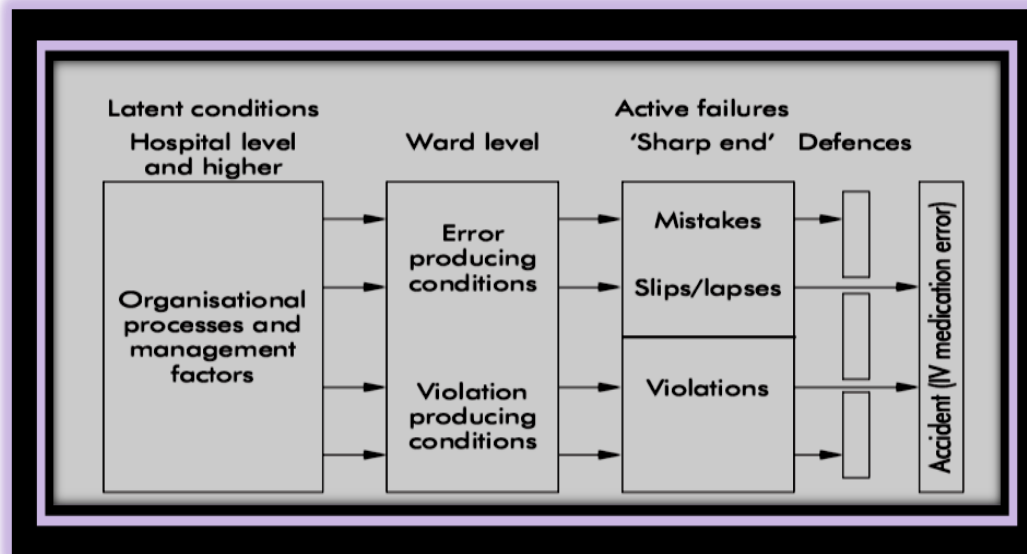 Latent conditions
Hospital level
and higher
Ward level
Active failures
'Sharp end'
Defences
Organisational
processes and
management
factors
Error
producing
conditions
Violation
producing
conditions
Mistakes
Slips/lapses
Violations
Accident (IV medication error)